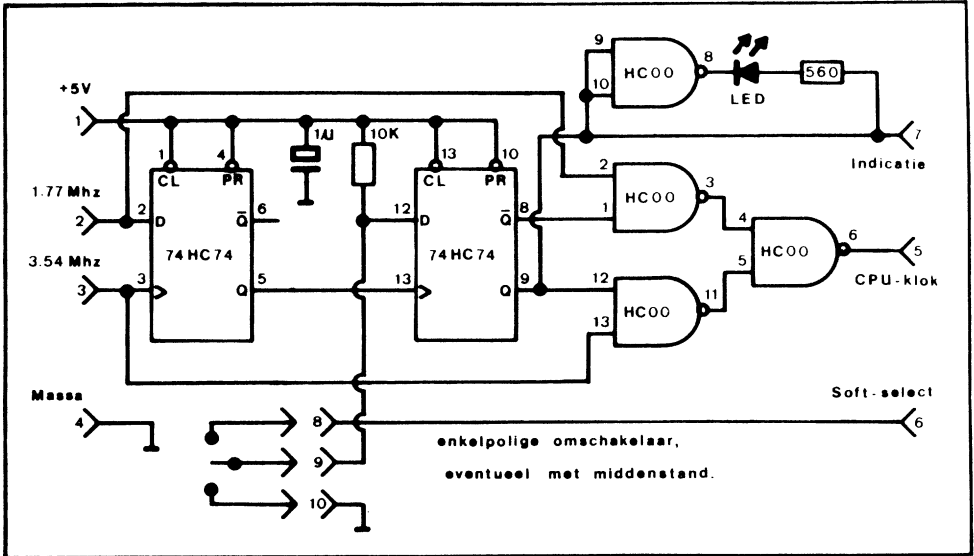 9
HC00
8
10
LED
560
+5V
1
1µ
10K
7
Indicatie
1
4
CL
PR
13
10
CL
PR
1.77 Mhz
2
2
D
Q̅
6
74HC74
12
D
Q̅
8
74HC74
2
1
HC00
3
3.54 Mhz
3
3
Q
5
13
Q
9
4
5
HC00
6
5
CPU-klok
12
13
HC00
11
Massa
4
Soft-select
8
6
enkelpolige omschakelaar,
9
eventueel met middenstand.
10